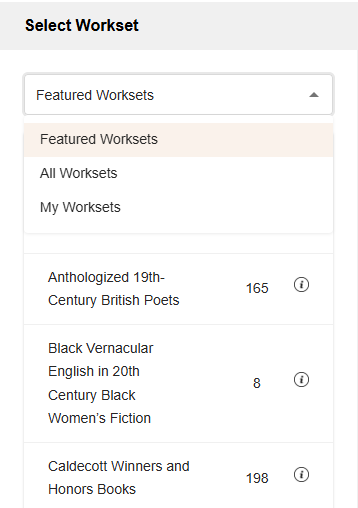 Select Workset
Featured Worksets
Featured Worksets
All Worksets
My Worksets
Anthologized 19th-
Century British Poets
165
Black Vernacular
English in 20th
Century Black
Women’s Fiction
8
Caldecott Winners and
Honors Books
198